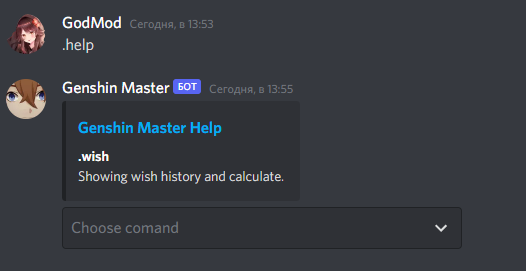 GodMod Сегодня, в 13:53
.help
Genshin Master БОТ Сегодня, в 13:55
Genshin Master Help
.wish
Showing wish history and calculate.
Choose comand